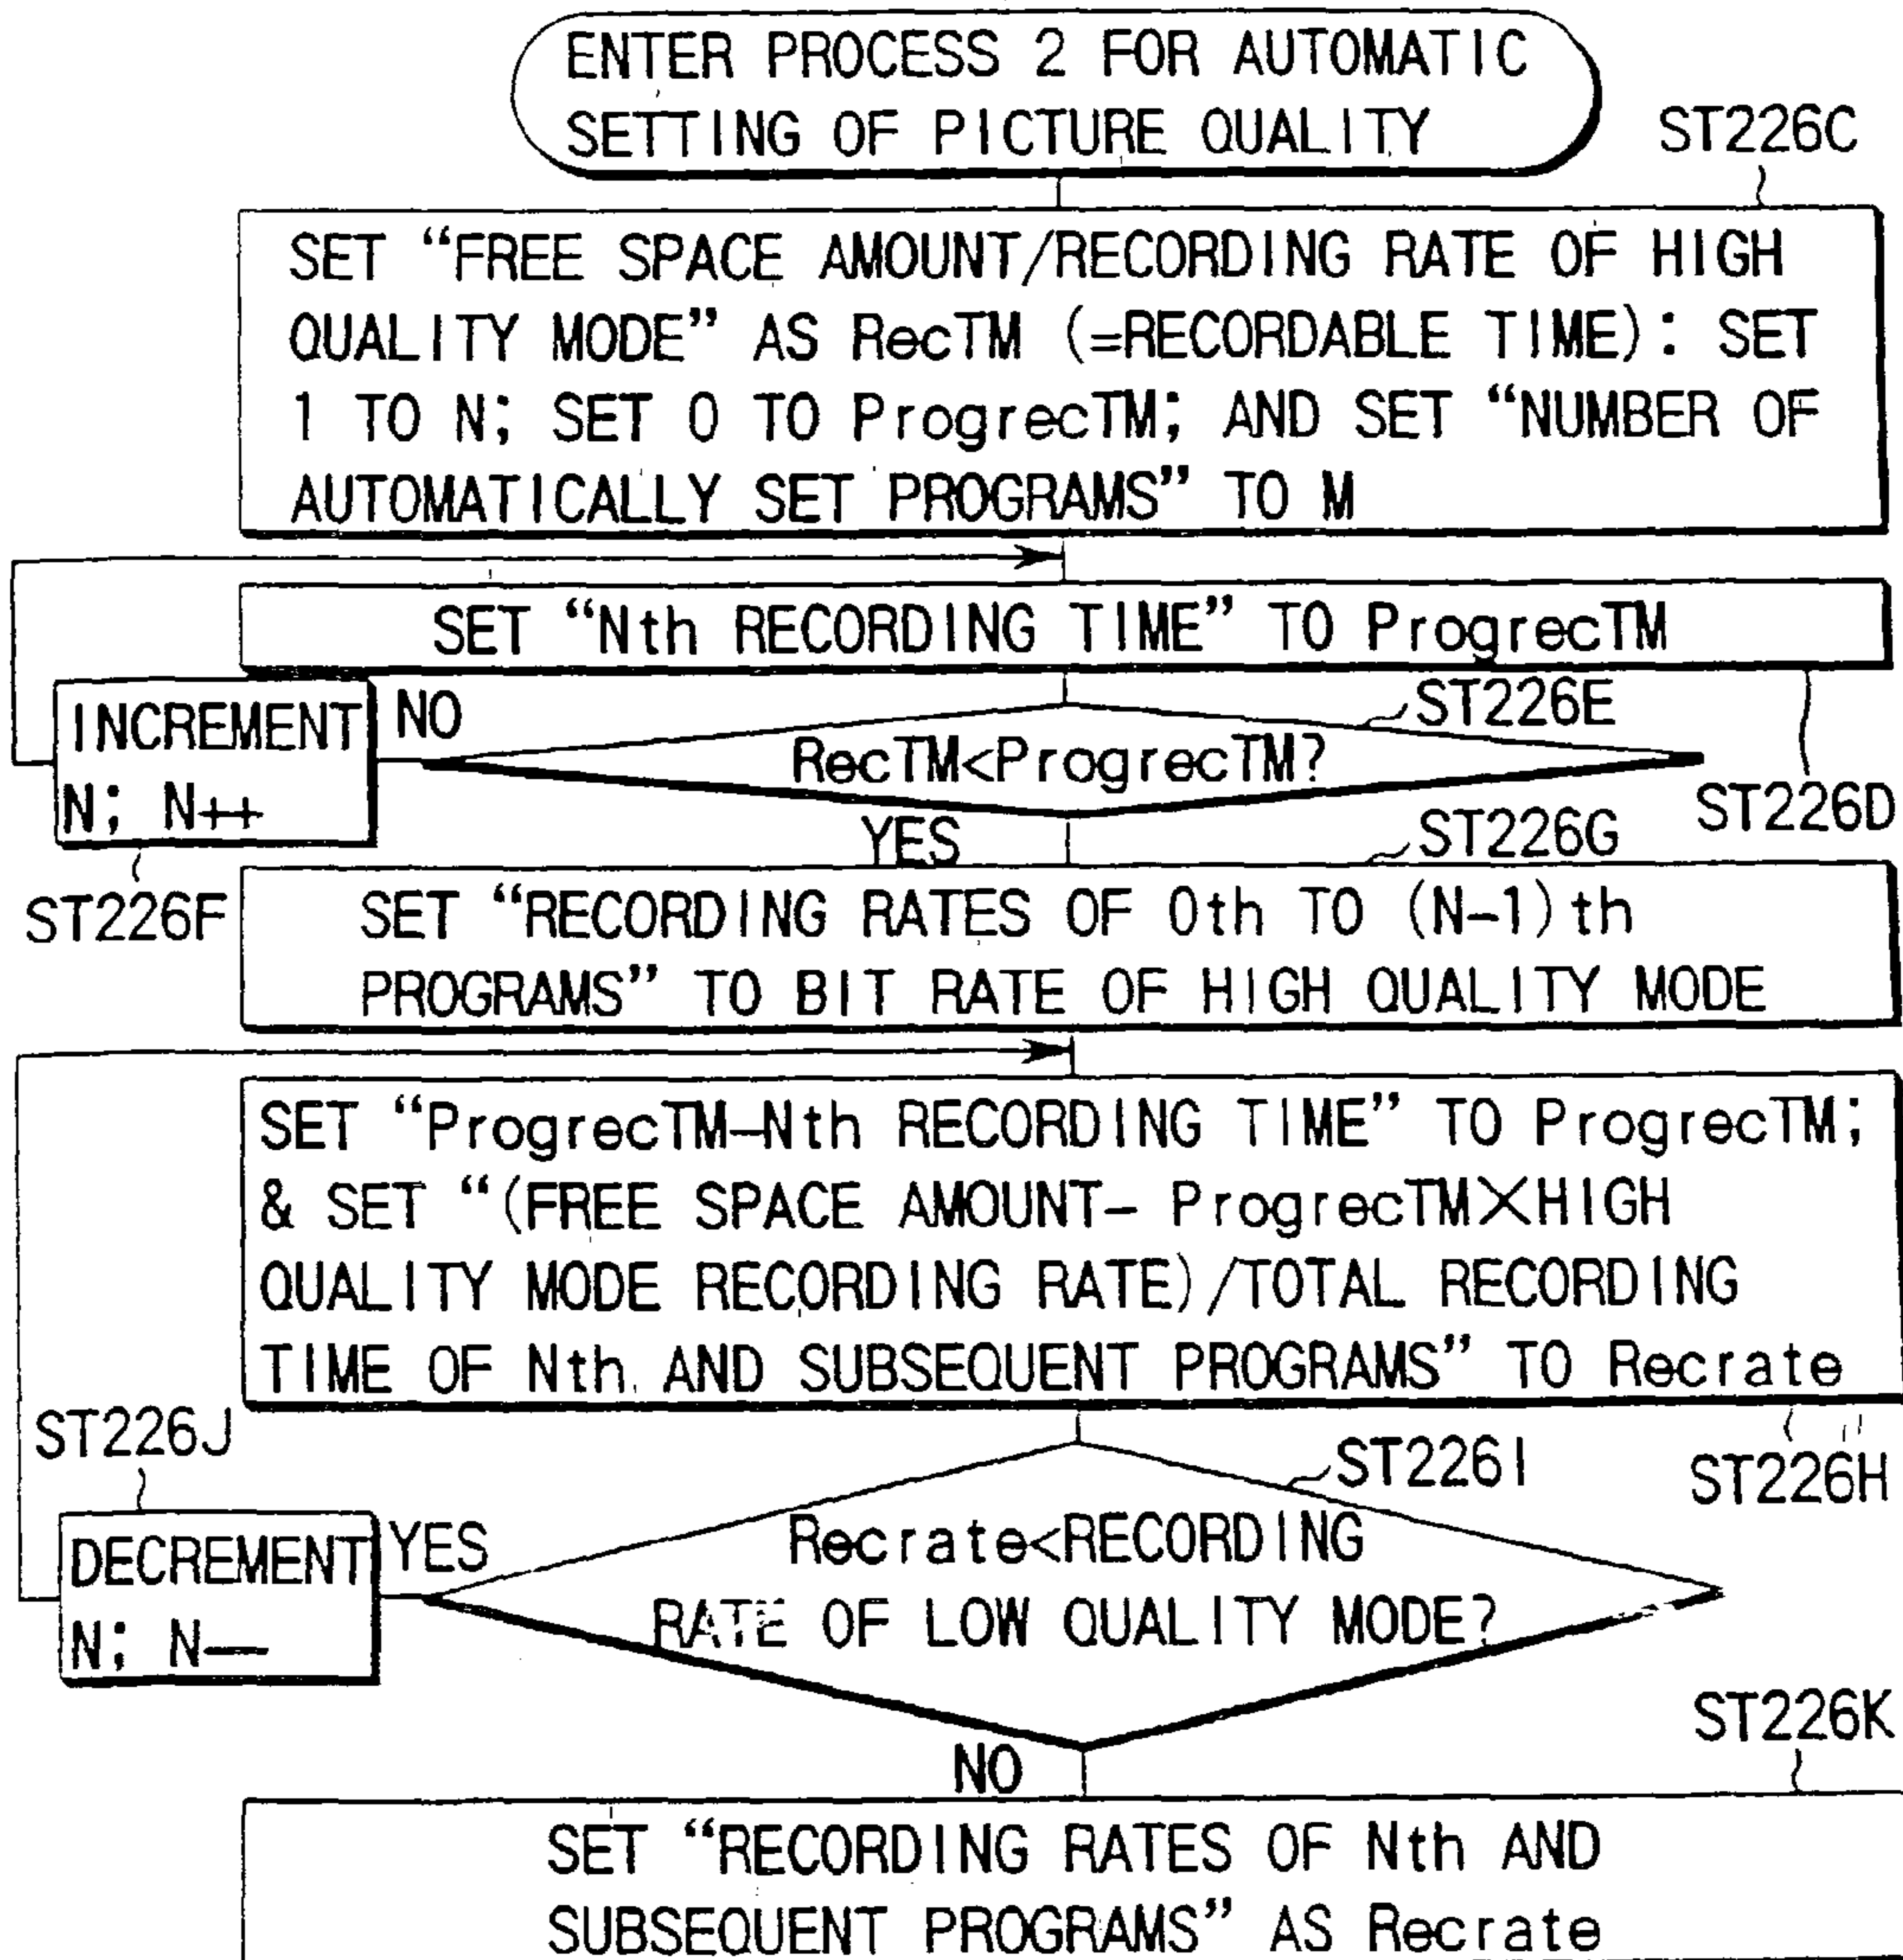 ENTER PROCESS 2 FOR AUTOMATIC
SETTING OF PICTURE QUALITY
ST226C
SET “FREE SPACE AMOUNT/RECORDING RATE OF HIGH
QUALITY MODE” AS RecTM (=RECORDABLE TIME): SET
1 TO N; SET 0 TO ProgrecTM; AND SET “NUMBER OF
AUTOMATICALLY SET PROGRAMS” TO M
SET “Nth RECORDING TIME” TO ProgrecTM
ST226D
ST226E
RecTM<ProgrecTM?
NO
INCREMENT
N; N++
ST226F
YES
ST226G
SET “RECORDING RATES OF 0th TO (N-1)th
PROGRAMS” TO BIT RATE OF HIGH QUALITY MODE
SET “ProgrecTM–Nth RECORDING TIME” TO ProgrecTM;
& SET “(FREE SPACE AMOUNT– ProgrecTM×HIGH
QUALITY MODE RECORDING RATE)/TOTAL RECORDING
TIME OF Nth AND SUBSEQUENT PROGRAMS” TO Recrate
ST226H
ST226I
Recrate<RECORDING
RATE OF LOW QUALITY MODE?
YES
ST226J
DECREMENT
N; N––
NO
ST226K
SET “RECORDING RATES OF Nth AND
SUBSEQUENT PROGRAMS” AS Recrate